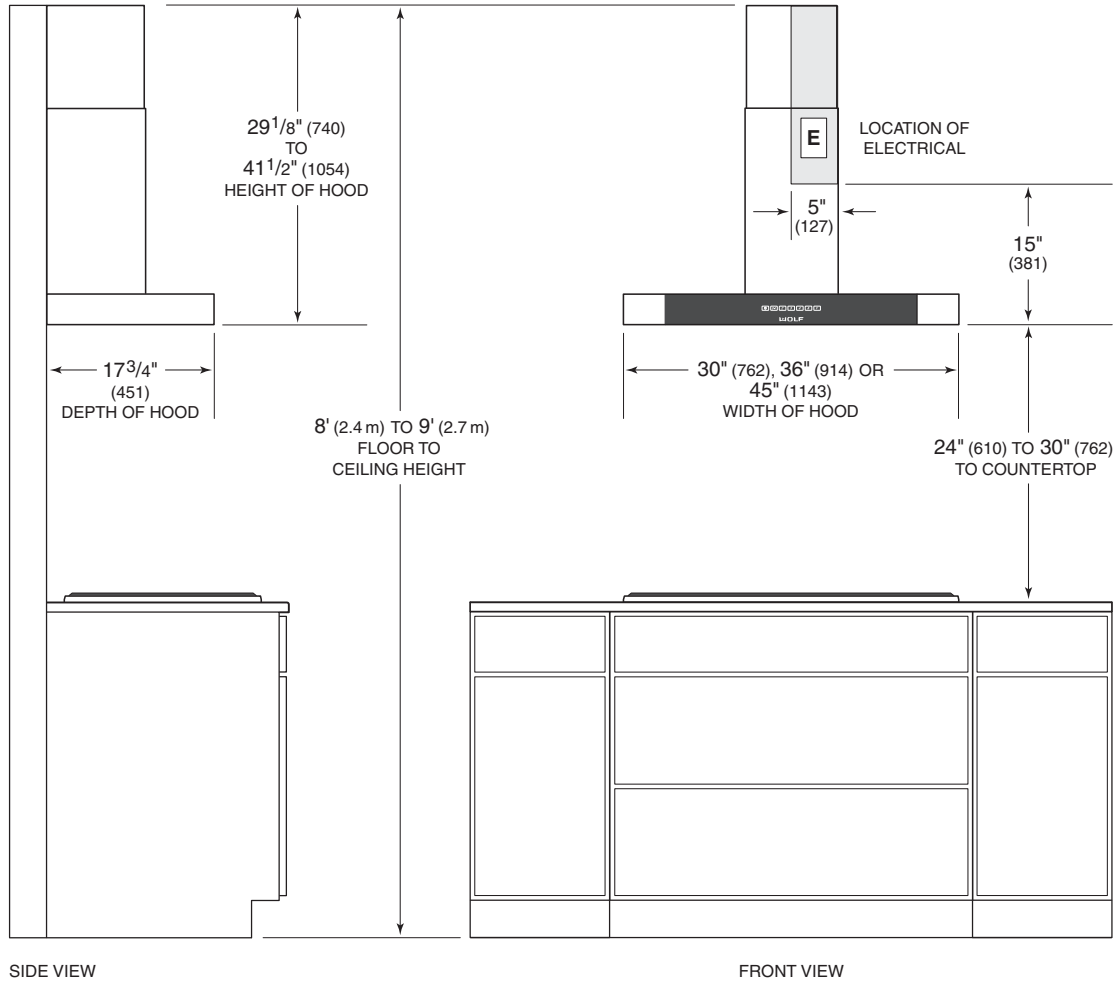 29 1/8" (740)
TO
41 1/2" (1054)
HEIGHT OF HOOD
17 3/4"
(451)
DEPTH OF HOOD
8' (2.4 m) TO 9' (2.7 m)
FLOOR TO
CEILING HEIGHT
E
LOCATION OF
ELECTRICAL
5"
(127)
15"
(381)
WOLF
30" (762), 36" (914) OR
45" (1143)
WIDTH OF HOOD
24" (610) TO 30" (762)
TO COUNTERTOP
SIDE VIEW
FRONT VIEW